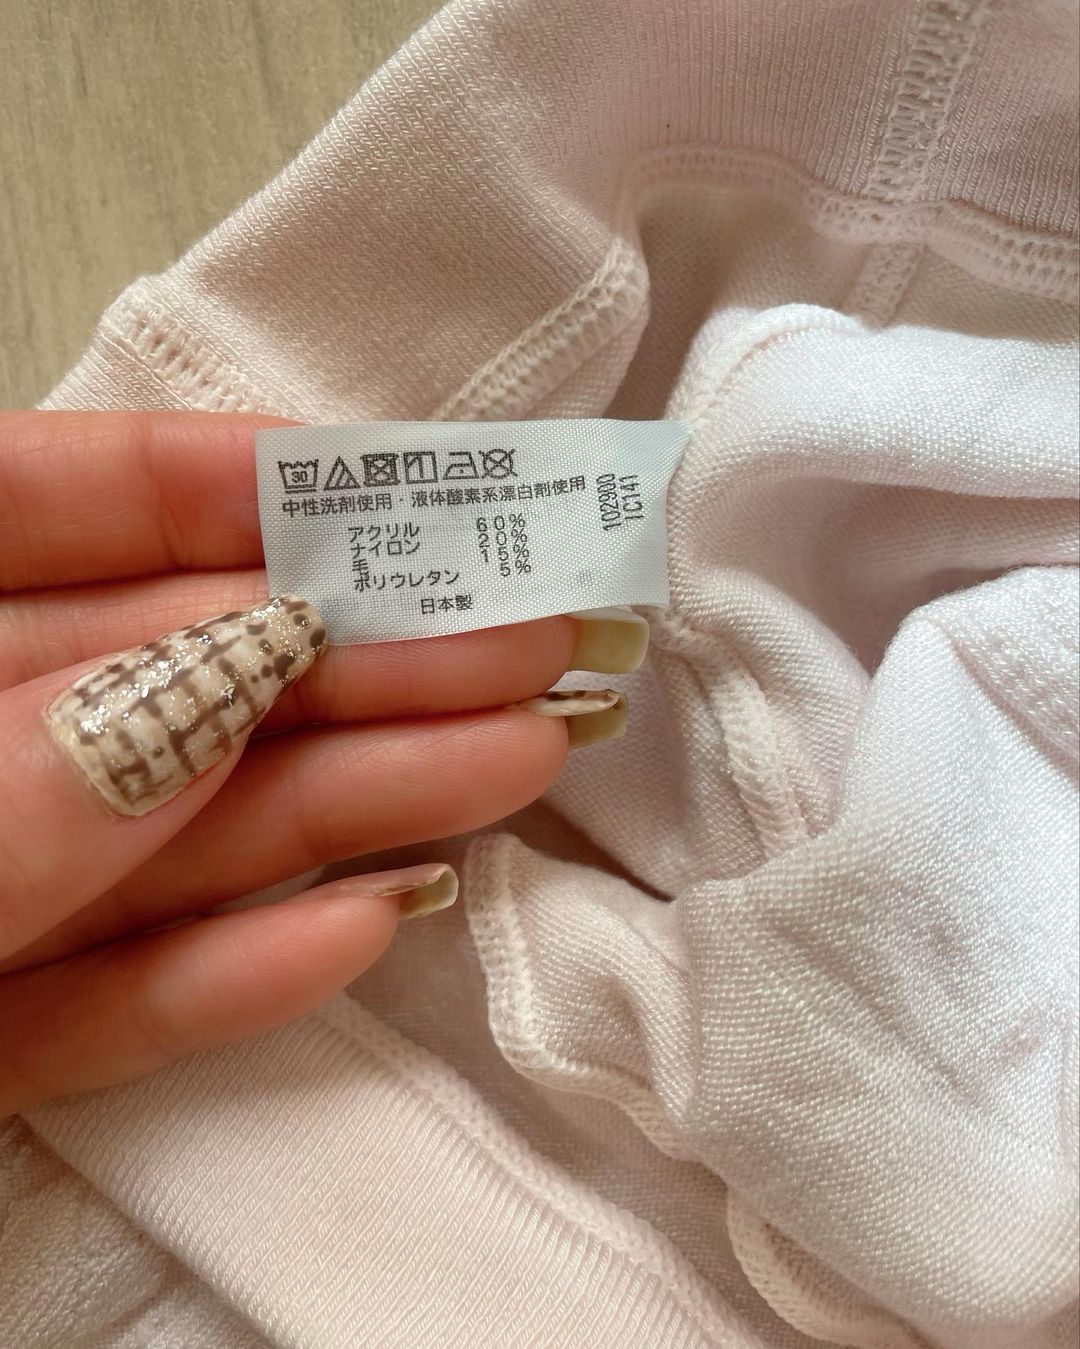 30
中性洗剤使用・液体酸素系漂白剤使用
アクリル 60%
ナイロン 20%
毛 15%
ポリウレタン 5%
日本製
102900
TC141